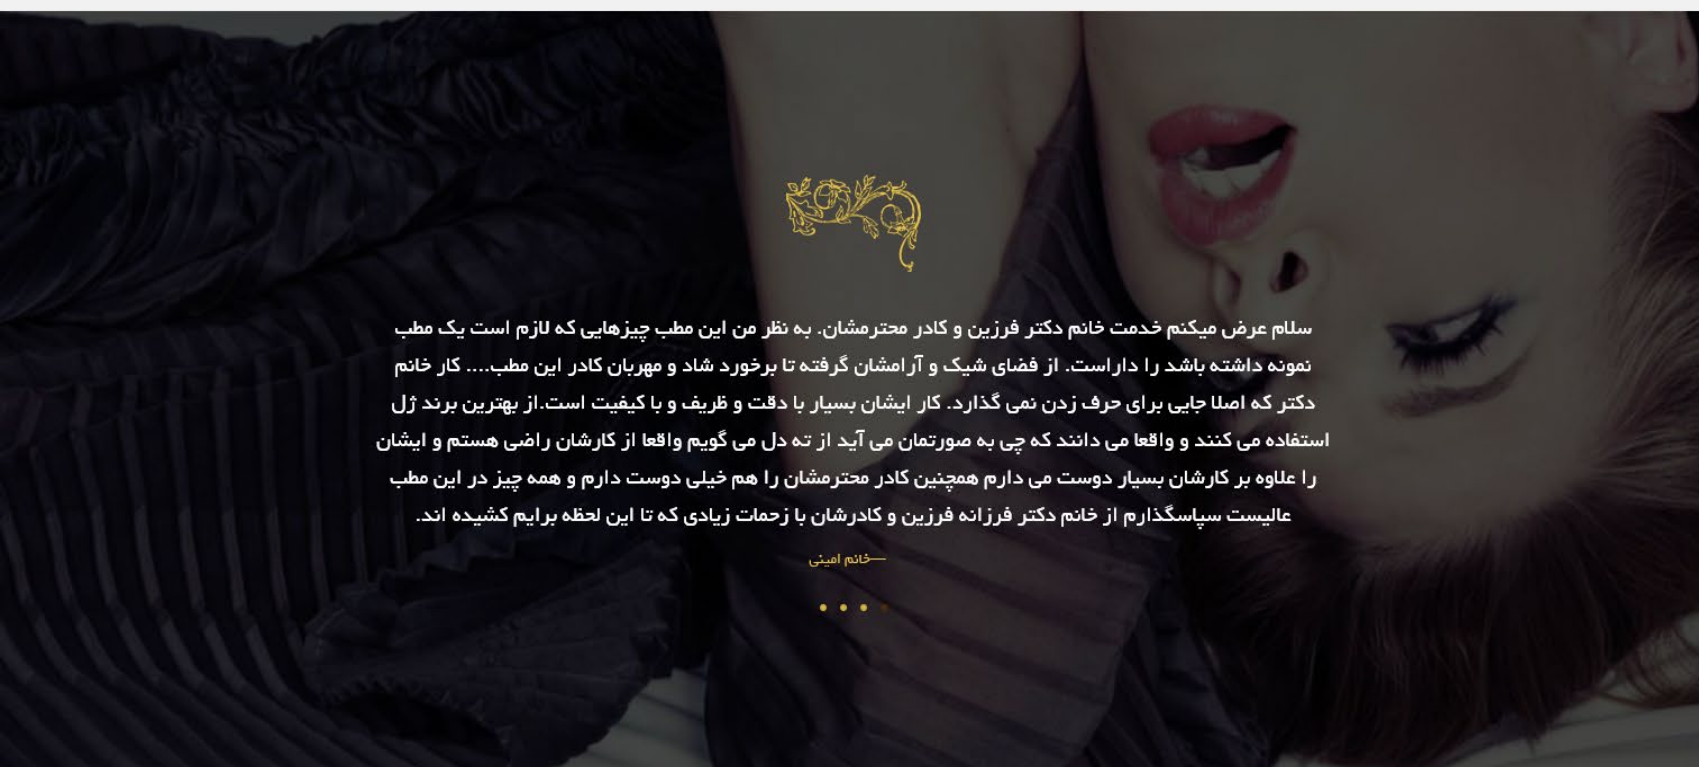 سلام عرض میکنم خدمت خانم دکتر فرزین و کادر محترمشان. به نظر من این مطب چیزهایی که لازم است یک مطب
نمونه داشته باشد را داراست. از فضای شیک و آرامشان گرفته تا برخورد شاد و مهربان کادر این مطب.... کار خانم
دکتر که اصلا جایی برای حرف زدن نمی گذارد. کار ایشان بسیار با دقت و ظریف و با کیفیت است.از بهترین برند ژل
استفاده می کنند و واقعا می دانند که چی به صورتمان می آید از ته دل می گویم واقعا از کارشان راضی هستم و ایشان
را علاوه بر کارشان بسیار دوست می دارم همچنین کادر محترمشان را هم خیلی دوست دارم و همه چیز در این مطب
عالیست سپاسگذارم از خانم دکتر فرزانه فرزین و کادرشان با زحمات زیادی که تا این لحظه برایم کشیده اند.
—خانم امینی